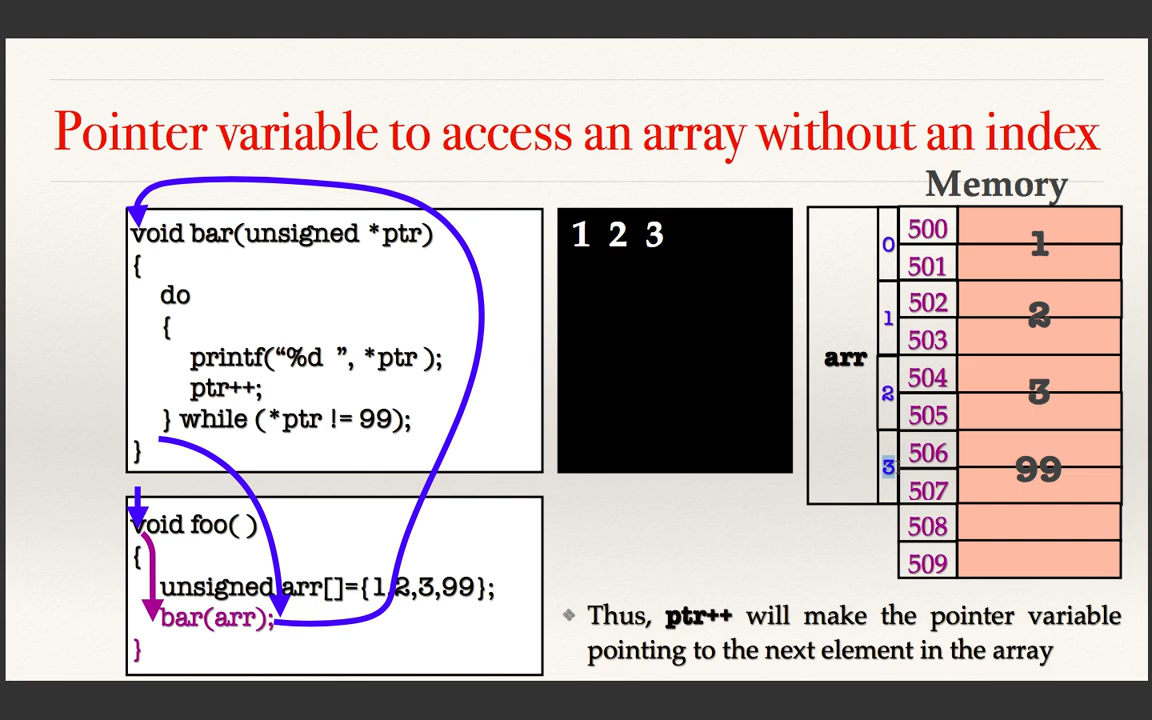 Pointer variable to access an array without an index
void bar(unsigned *ptr)
{
do
{
printf(“%d ”, *ptr );
ptr++;
} while (*ptr != 99);
}
void foo( )
{
unsigned arr[]={1,2,3,99};
bar(arr);
}
1 2 3
Memory
arr
0
500
1
501
1
502
2
503
2
504
3
505
3
506
99
507
508
509
❖ Thus, ptr++ will make the pointer variable
pointing to the next element in the array